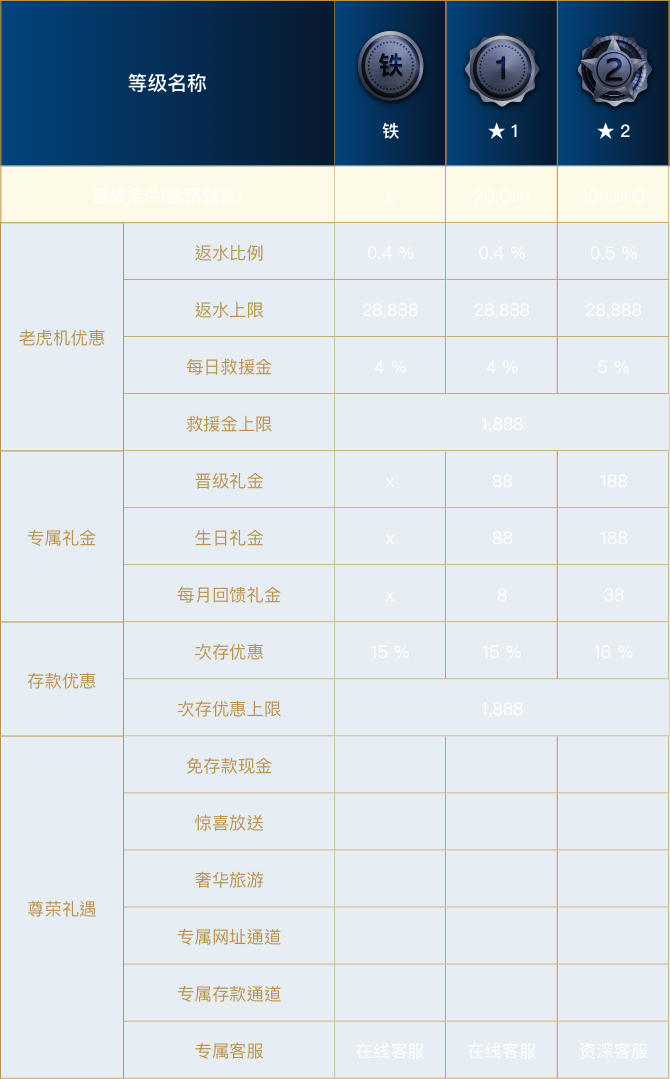 等级名称
铁
铁
1
★ 1
2
★ 2
晋级条件(累积储款) x 20,000 100,000
老虎机优惠
返水比例 0.4 % 0.4 % 0.5 %
返水上限 28,888 28,888 28,888
每日救援金 4 % 4 % 5 %
救援金上限 1,888
专属礼金
晋级礼金 x 88 188
生日礼金 x 88 188
每月回馈礼金 x 8 38
存款优惠
次存优惠 15 % 15 % 16 %
次存优惠上限 1,888
尊荣礼遇
免存款现金
惊喜放送
奢华旅游
专属网址通道
专属存款通道
专属客服 在线客服 在线客服 资深客服